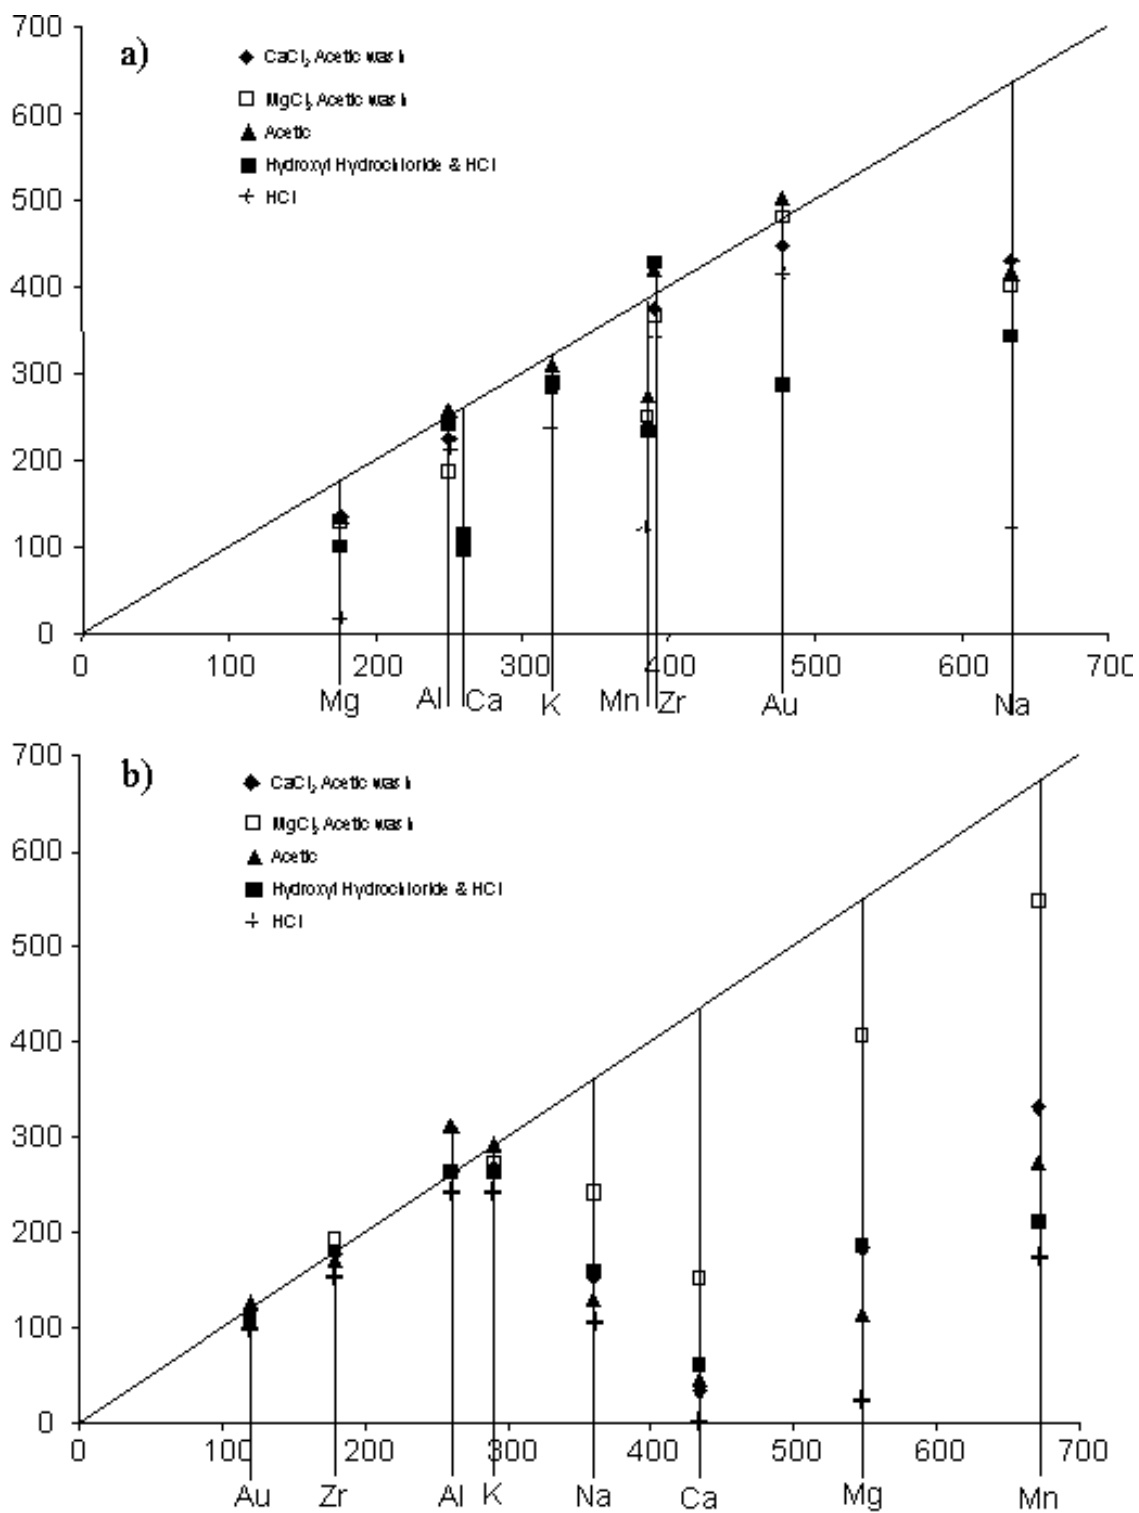 700
a)
CaCl2 Acetic wash
600
MgCl2 Acetic wash
Acetic
500
Hydroxyl Hydrochloride & HCl
HCl
400
300
200
100
0
0 100 200 300 400 500 600 700
Mg Al Ca K Mn Zr Au Na
700
b)
CaCl2 Acetic wash
MgCl2 Acetic wash
600
Acetic
Hydroxyl Hydrochloride & HCl
HCl
500
400
300
200
100
0
0 100 200 300 400 500 600 700
Au Zr Al K Na Ca Mg Mn